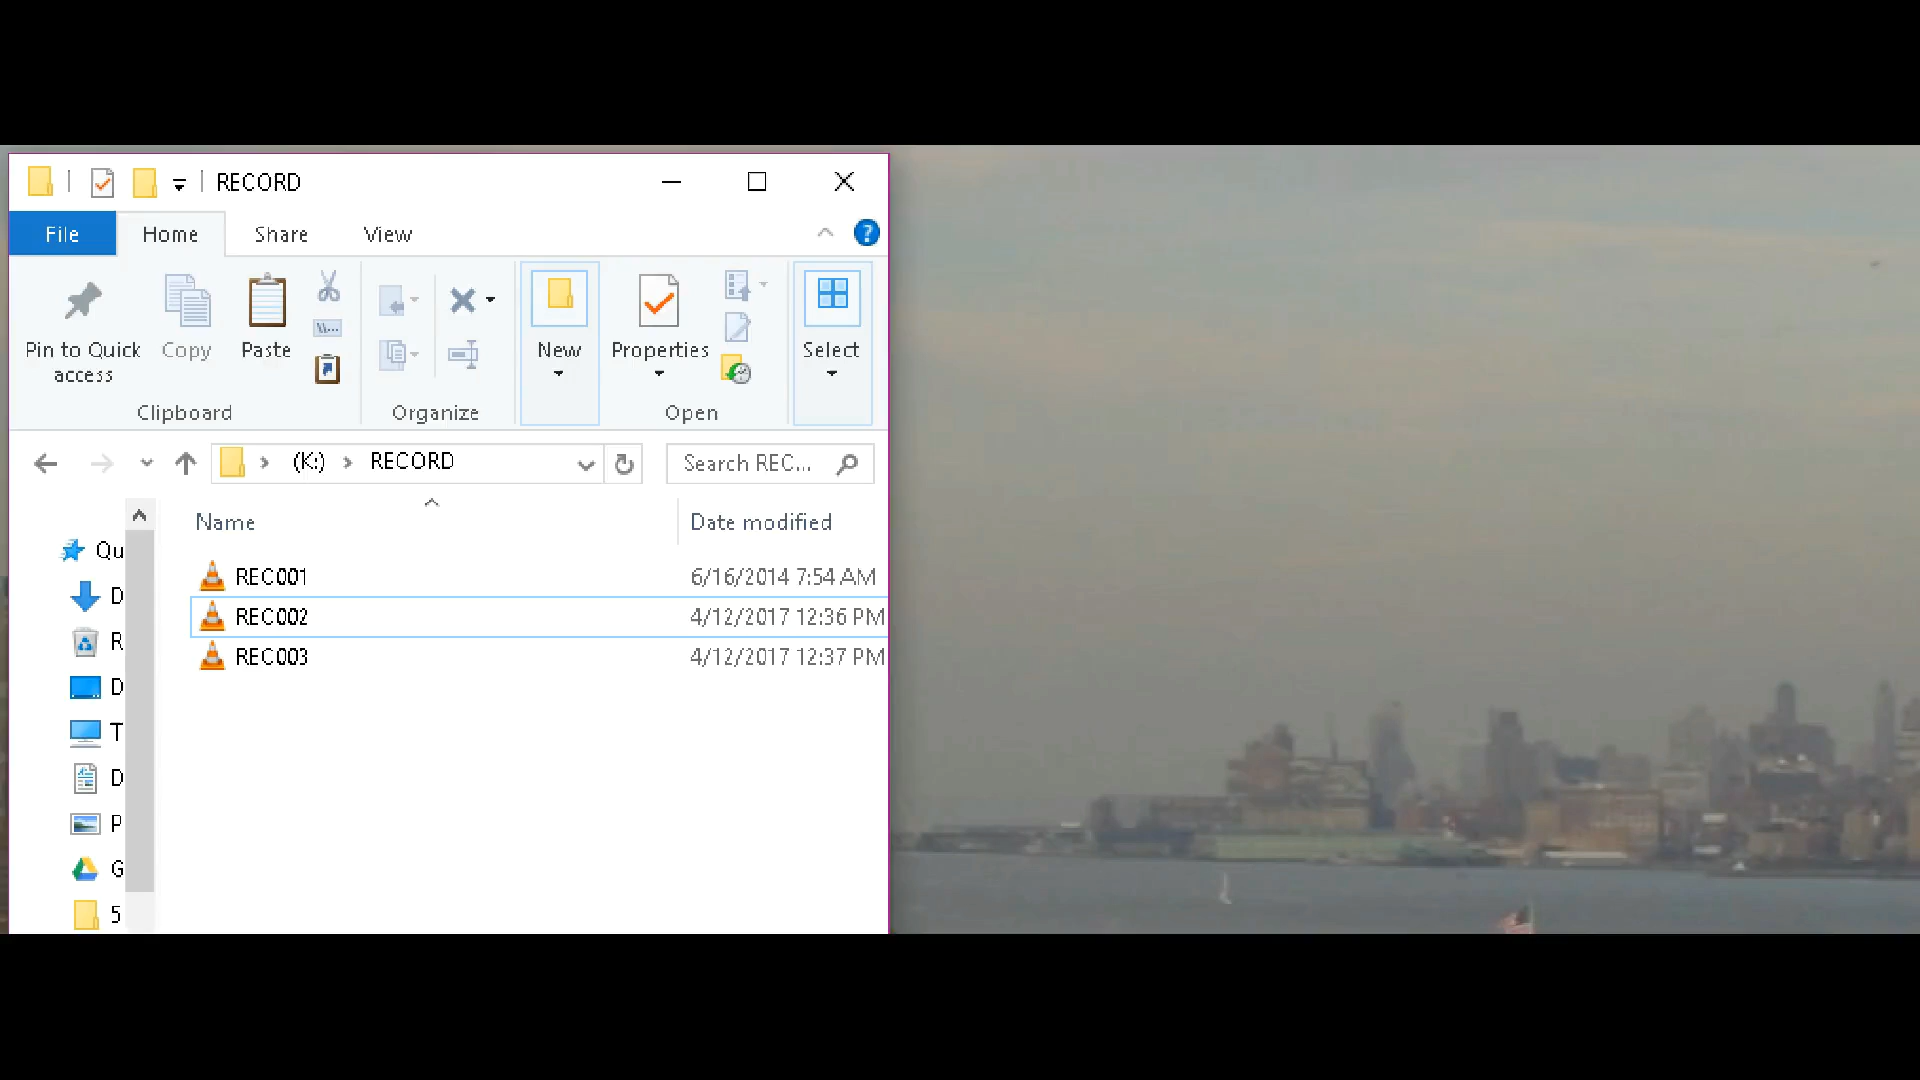 RECORD
File Home Share View
Pin to Quick access
Copy
Paste
New
Properties
Select
Clipboard
Organize
Open
(K:) RECORD
Search REC...
Name Date modified
REC001 6/16/2014 7:54 AM
REC002 4/12/2017 12:36 PM
REC003 4/12/2017 12:37 PM
Qu
D
R
D
T
D
P
G
5